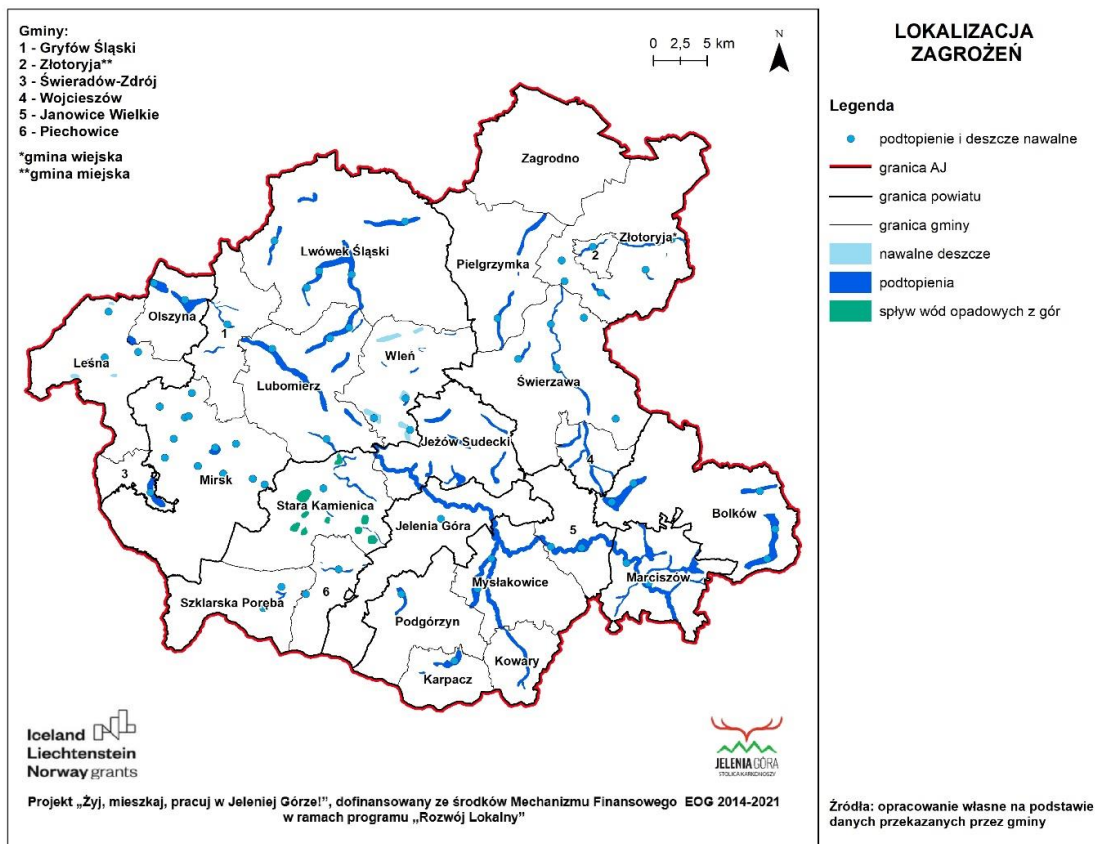 Gminy:
1 - Gryfów Śląski
2 - Złotoryja**
3 - Świeradów-Zdrój
4 - Wojcieszów
5 - Janowice Wielkie
6 - Piechowice
*gmina wiejska
**gmina miejska
0 2,5 5 km
N
Zagrodno
Złotoryja*
2
Lwówek Śląski
Pielgrzymka
Olszyna
1
Leśna
Wleń
Lubomierz
Świerzawa
Jeżów Sudecki
3
Mirsk
4
Stara Kamienica
Jelenia Góra
5
Bolków
Mysłakowice
Marciszów
Szklarska Poręba
6
Podgórzyn
Kowary
Karpacz
Iceland
Liechtenstein
Norway grants
JELENIA GÓRA
STOLICA KARKONOSZY
Projekt „Żyj, mieszkaj, pracuj w Jeleniej Górze!”, dofinansowany ze środków Mechanizmu Finansowego EOG 2014-2021
w ramach programu „Rozwój Lokalny”
LOKALIZACJA
ZAGROŻEŃ
Legenda
podtopienie i deszcze nawalne
granica AJ
granica powiatu
granica gminy
nawalne deszcze
podtopienia
spływ wód opadowych z gór
Źródła: opracowanie własne na podstawie
danych przekazanych przez gminy